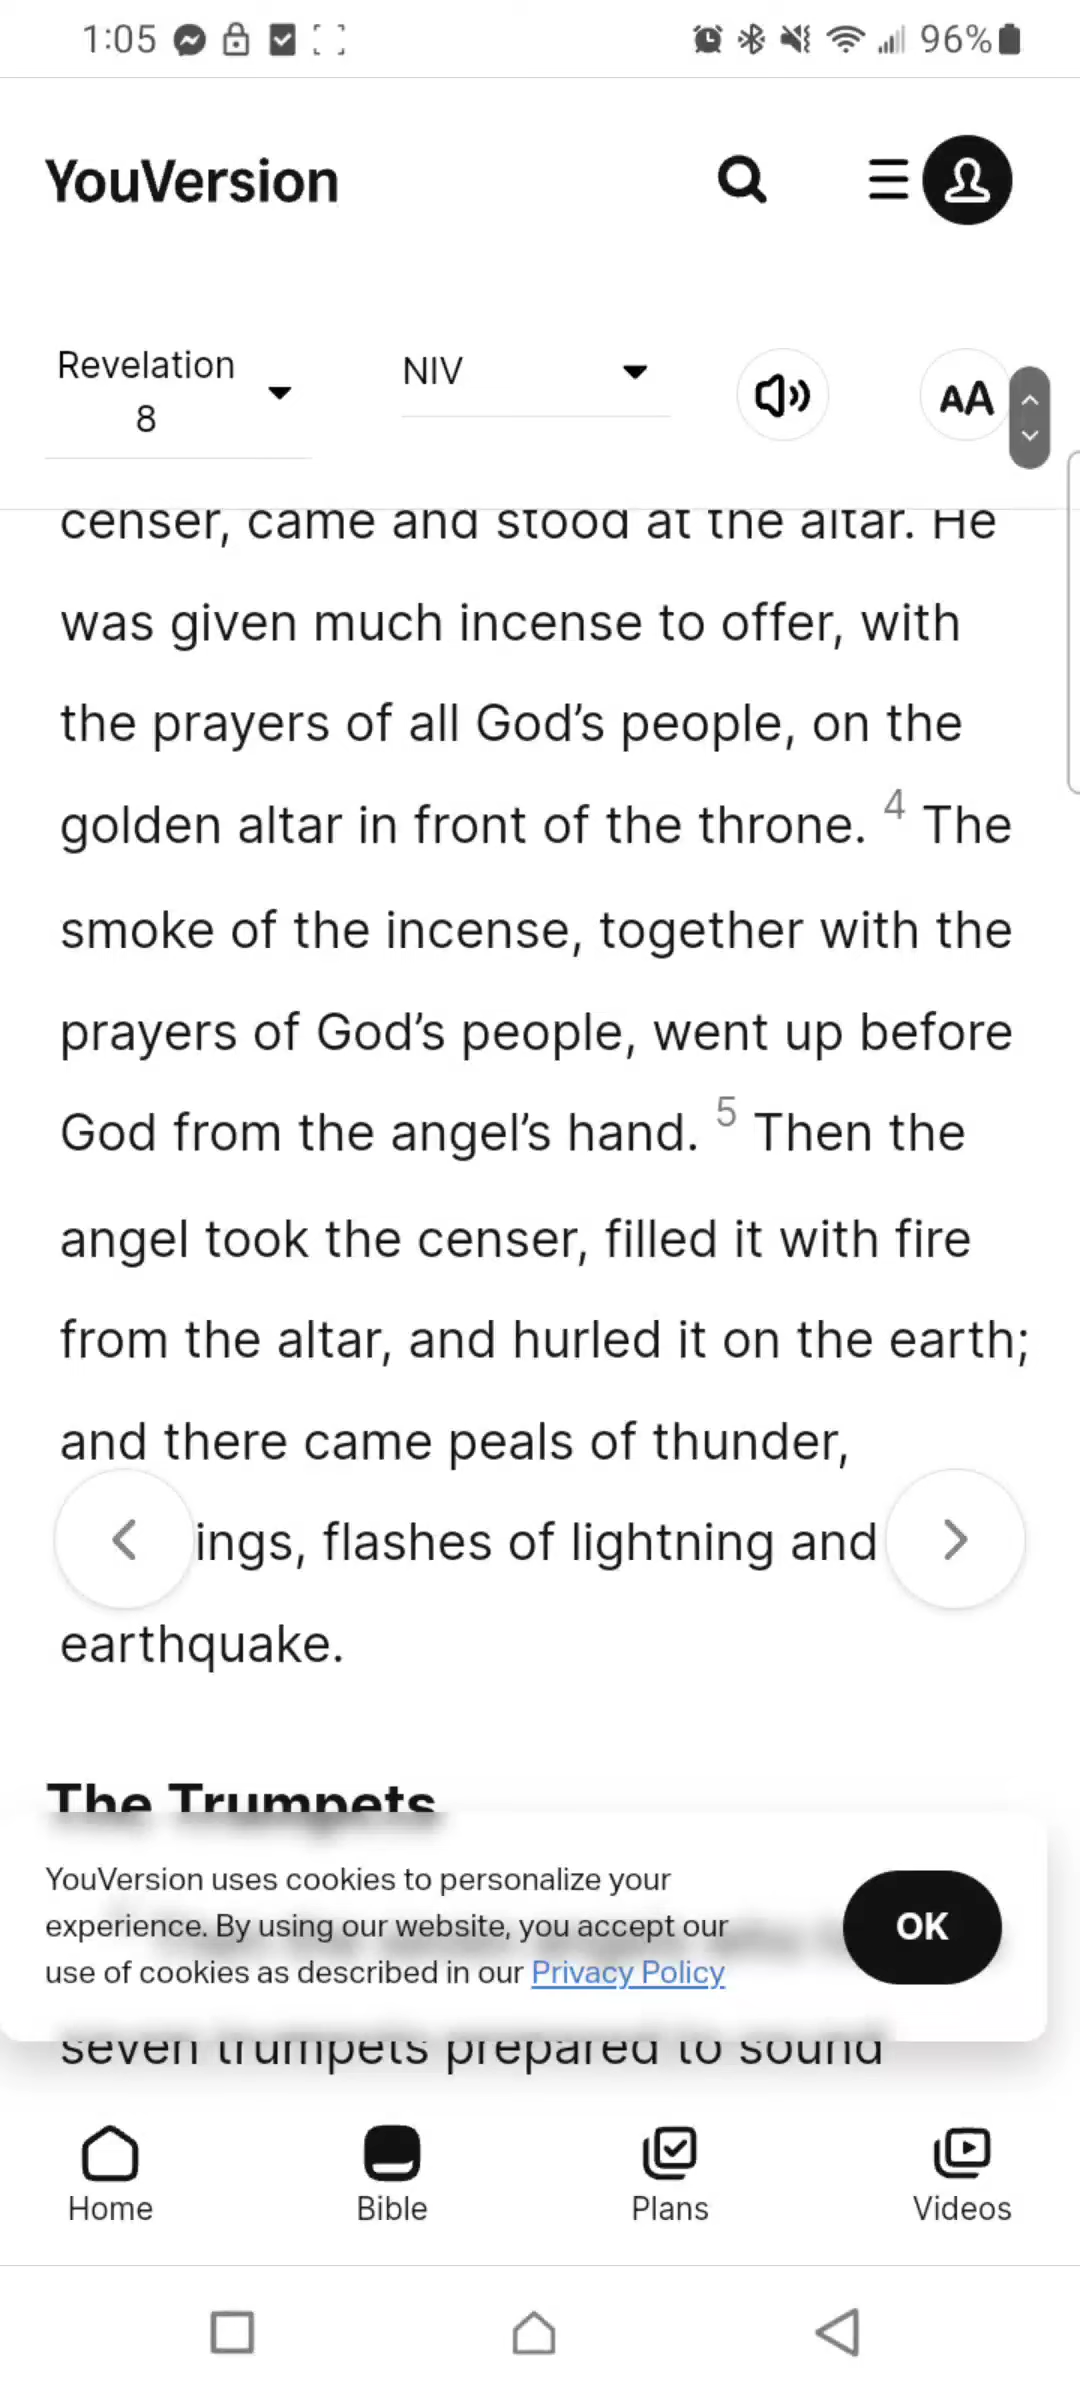 1:05 96%
YouVersion
Revelation
8
NIV
AA
censer, came and stood at the altar. He
was given much incense to offer, with
the prayers of all God’s people, on the
golden altar in front of the throne. 4 The
smoke of the incense, together with the
prayers of God’s people, went up before
God from the angel’s hand. 5 Then the
angel took the censer, filled it with fire
from the altar, and hurled it on the earth;
and there came peals of thunder,
ings, flashes of lightning and
earthquake.
The Trumpets
YouVersion uses cookies to personalize your
experience. By using our website, you accept our
use of cookies as described in our Privacy Policy
OK
seven trumpets prepared to sound
Home
Bible
Plans
Videos